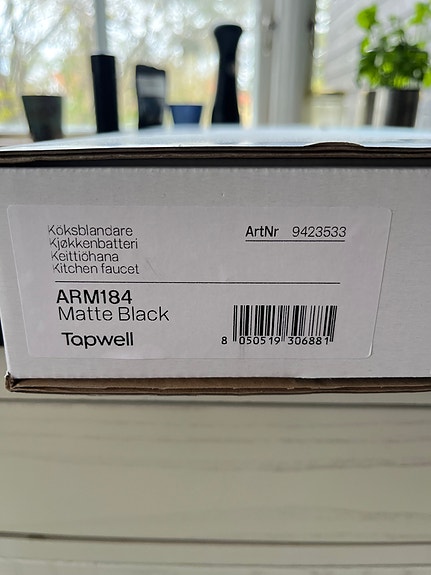 Köksblandare
Kjøkkenbatteri
Keittiöhana
Kitchen faucet
ArtNr 9423533
ARM184
Matte Black
Tapwell
8 050519 306881